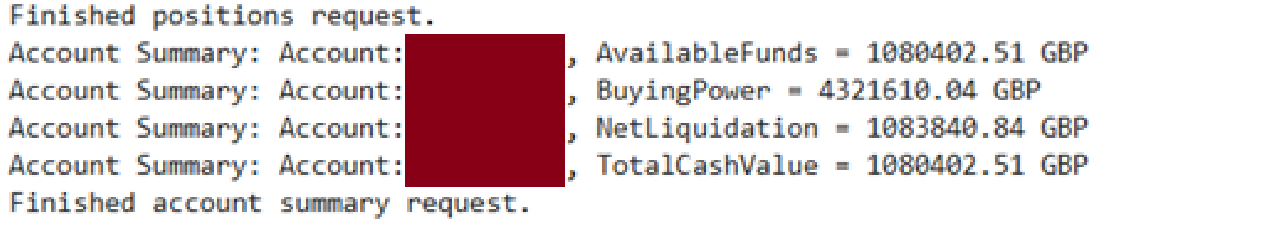 Finished positions request.
Account Summary: Account: , AvailableFunds = 1080402.51 GBP
Account Summary: Account: , BuyingPower = 4321610.04 GBP
Account Summary: Account: , NetLiquidation = 1083840.84 GBP
Account Summary: Account: , TotalCashValue = 1080402.51 GBP
Finished account summary request.